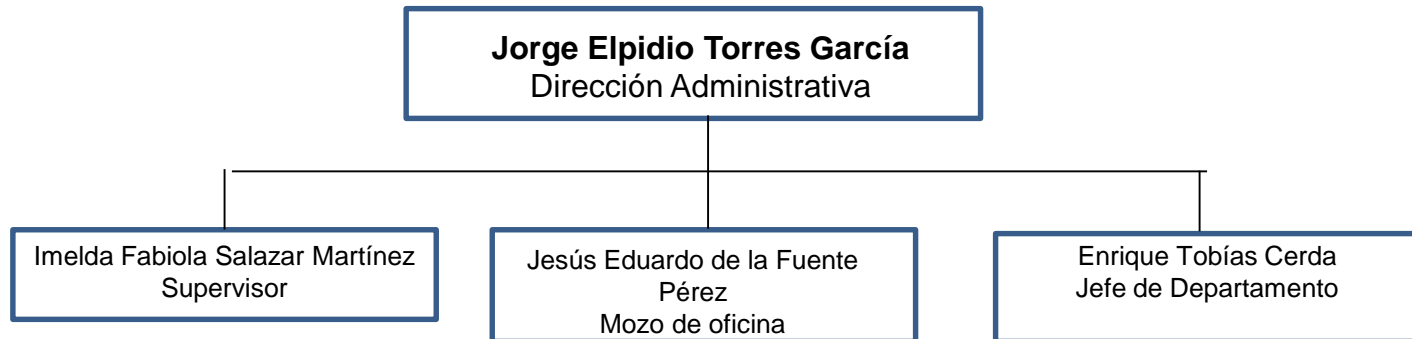 Jorge Elpidio Torres García
Dirección Administrativa
Imelda Fabiola Salazar Martínez
Supervisor
Jesús Eduardo de la Fuente
Pérez
Mozo de oficina
Enrique Tobías Cerda
Jefe de Departamento